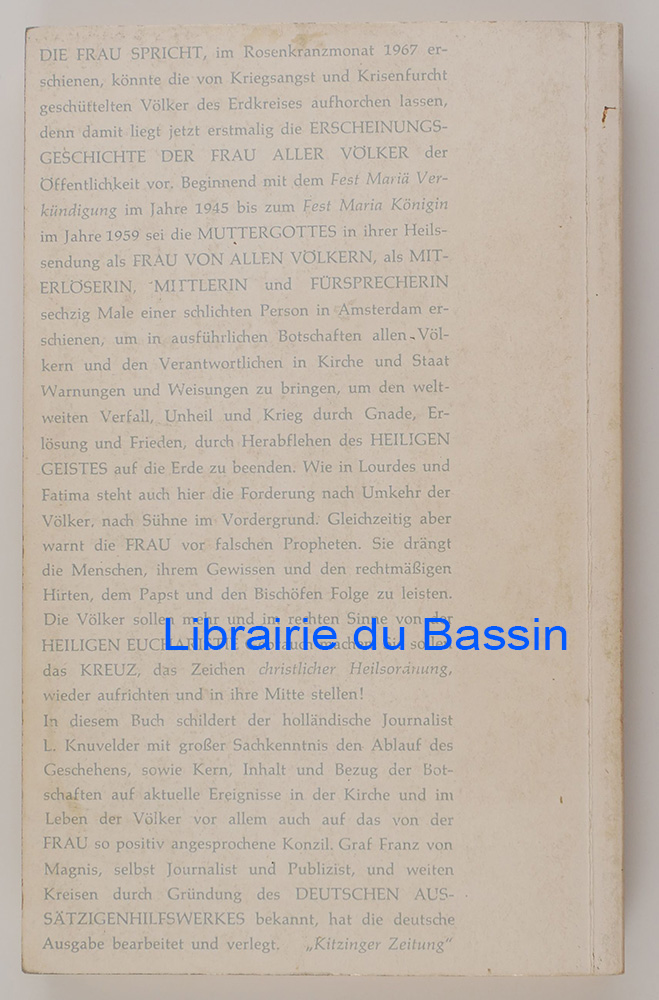 DIE FRAU SPRICHT, im Rosenkranzmonat 1967 er-
schienen, könnte die von Kriegsangst und Krisenfurcht
geschüttelten Völker des Erdkreises aufhorchen lassen,
denn damit liegt jetzt erstmalig die ERSCHEINUNGS-
GESCHICHTE DER FRAU ALLER VÖLKER der
Öffentlichkeit vor. Beginnend mit dem Fest Mariä Ver-
kündigung im Jahre 1945 bis zum Fest Maria Königin
im Jahre 1959 sei die MUTTERGOTTES in ihrer Heils-
sendung als FRAU VON ALLEN VÖLKERN, als MIT-
ERLÖSERIN, MITTLERIN und FÜRSPRECHERIN
sechzig Male einer schlichten Person in Amsterdam er-
schienen, um in ausführlichen Botschaften allen Völ-
kern und den Verantwortlichen in Kirche und Staat
Warnungen und Weisungen zu bringen, um den welt-
weiten Verfall, Unheil und Krieg durch Gnade, Er-
lösung und Frieden, durch Herabflehen des HEILIGEN
GEISTES auf die Erde zu beenden. Wie in Lourdes und
Fatima steht auch hier die Forderung nach Umkehr der
Völker, nach Sühne im Vordergrund. Gleichzeitig aber
warnt die FRAU vor falschen Propheten. Sie drängt
die Menschen, ihrem Gewissen und den rechtmäßigen
Hirten, dem Papst und den Bischöfen Folge zu leisten.
Die Völker sollen mehr und im rechten Sinne von der
HEILIGEN EUCHARISTIE sollen
das KREUZ, das Zeichen christlicher Heilsordnung,
wieder aufrichten und in ihre Mitte stellen!
In diesem Buch schildert der holländische Journalist
L. Knuvelder mit großer Sachkenntnis den Ablauf des
Geschehens, sowie Kern, Inhalt und Bezug der Bot-
schaften auf aktuelle Ereignisse in der Kirche und im
Leben der Völker vor allem auch auf das von der
FRAU so positiv angesprochene Konzil. Graf Franz von
Magnis, selbst Journalist und Publizist, und weiten
Kreisen durch Gründung des DEUTSCHEN AUS-
SÄTZIGENHILFSWERKES bekannt, hat die deutsche
Ausgabe bearbeitet und verlegt. „Kitzinger Zeitung"
Librairie du Bassin